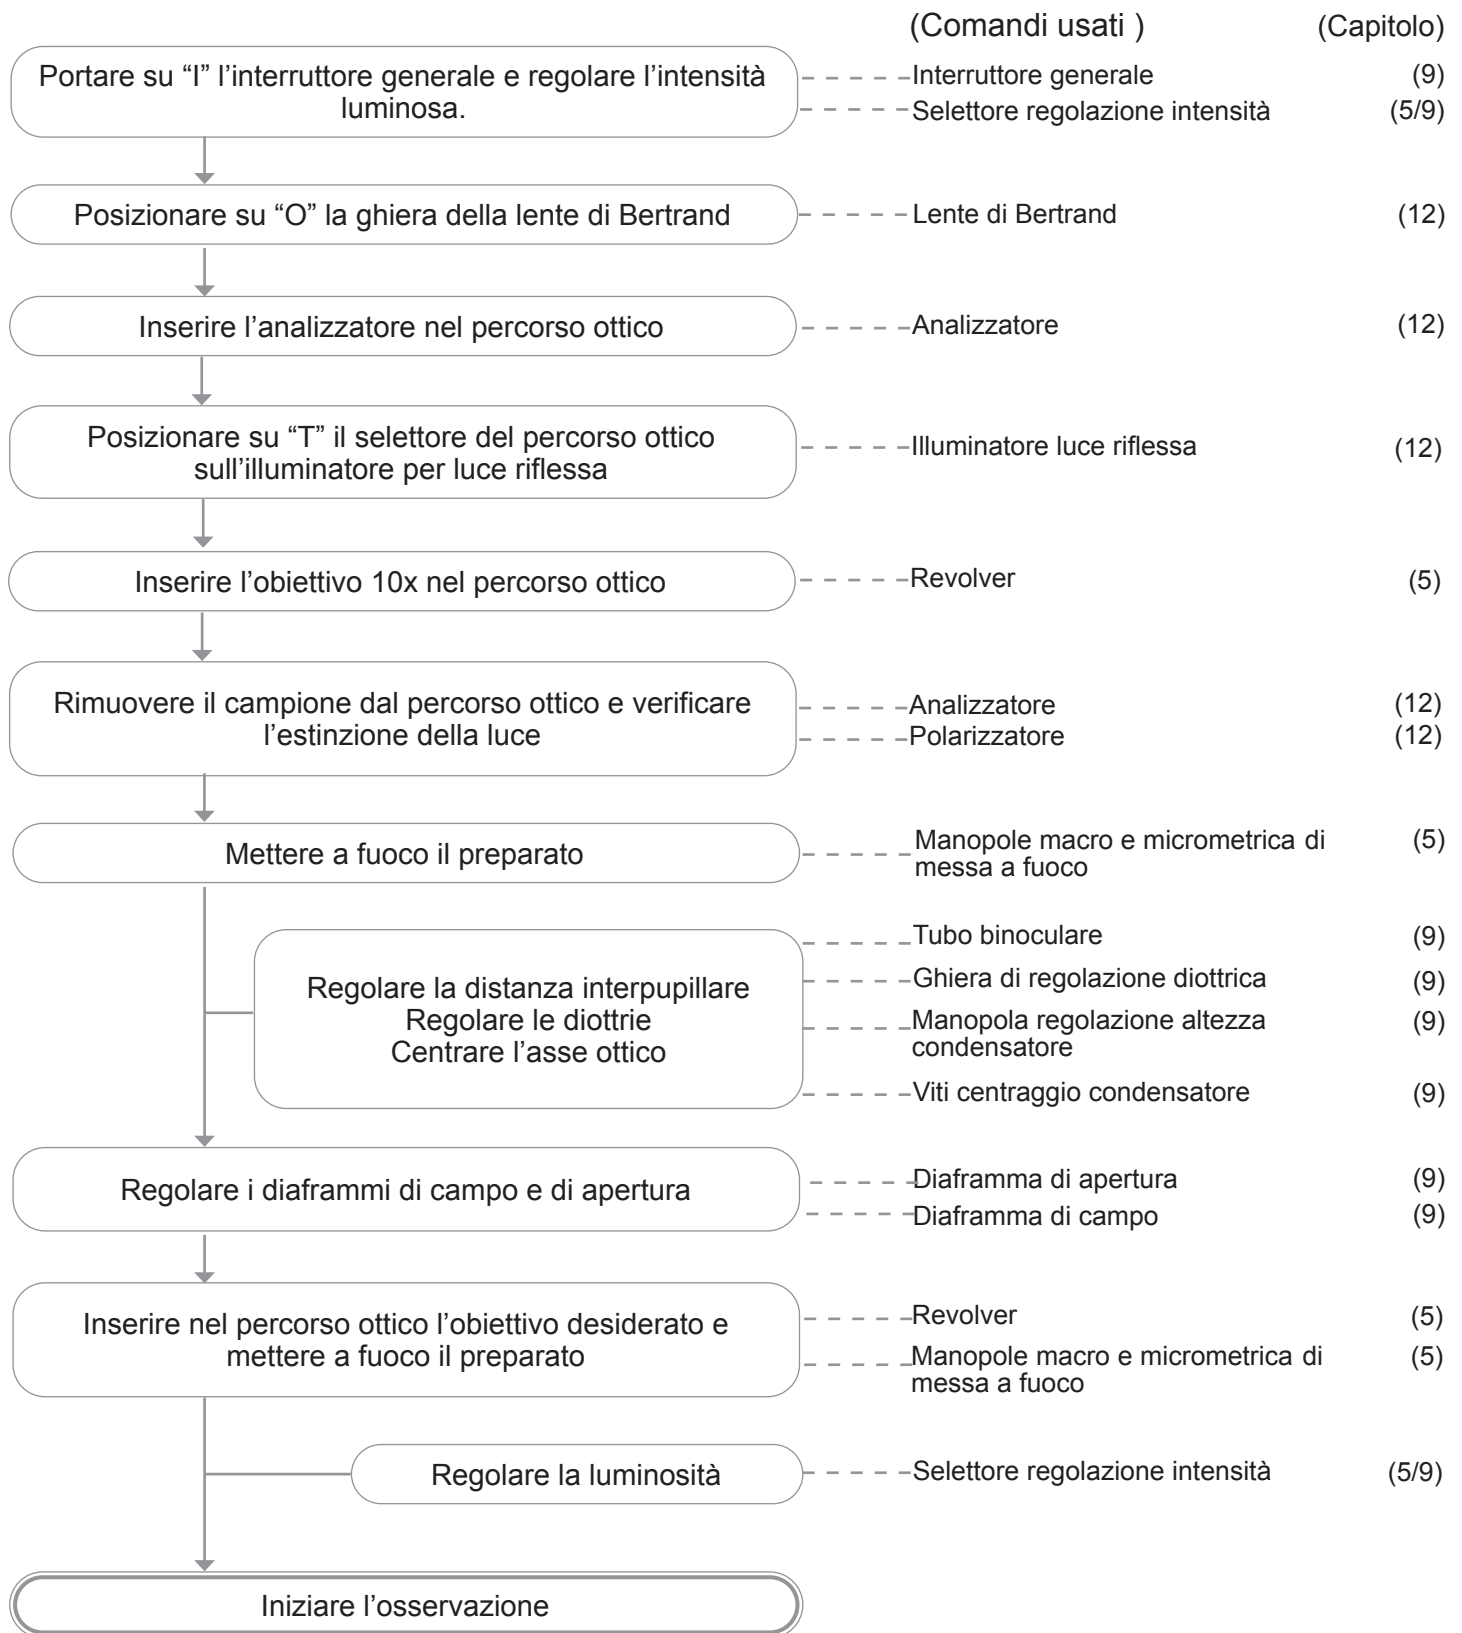 (Comandi usati ) (Capitolo)
Portare su “I” l’interruttore generale e regolare l’intensità
luminosa.
Interruttore generale (9)
Selettore regolazione intensità (5/9)
Posizionare su “O” la ghiera della lente di Bertrand
Lente di Bertrand (12)
Inserire l’analizzatore nel percorso ottico
Analizzatore (12)
Posizionare su “T” il selettore del percorso ottico
sull’illuminatore per luce riflessa
Illuminatore luce riflessa (12)
Inserire l’obiettivo 10x nel percorso ottico
Revolver (5)
Rimuovere il campione dal percorso ottico e verificare
l’estinzione della luce
Analizzatore (12)
Polarizzatore (12)
Mettere a fuoco il preparato
Manopole macro e micrometrica di (5)
messa a fuoco
Regolare la distanza interpupillare
Regolare le diottrie
Centrare l’asse ottico
Tubo binoculare (9)
Ghiera di regolazione diottrica (9)
Manopola regolazione altezza (9)
condensatore
Viti centraggio condensatore (9)
Regolare i diaframmi di campo e di apertura
Diaframma di apertura (9)
Diaframma di campo (9)
Inserire nel percorso ottico l’obiettivo desiderato e
mettere a fuoco il preparato
Revolver (5)
Manopole macro e micrometrica di (5)
messa a fuoco
Regolare la luminosità
Selettore regolazione intensità (5/9)
Iniziare l’osservazione